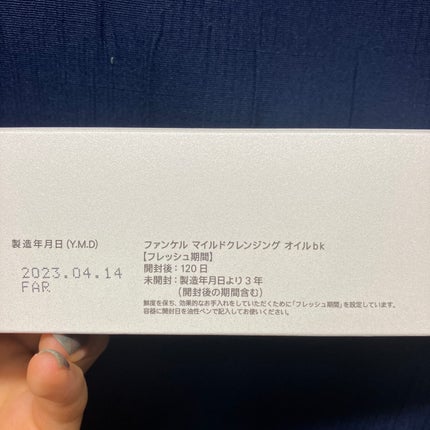 製造年月日(Y.M.D)
2023.04.14
FAR
ファンケル マイルドクレンジング オイルbk
【フレッシュ期間】
開封後：120日
未開封：製造年月日より3年
（開封後の期間含む）
鮮度を保ち、効果的なお手入れをしていただくために「フレッシュ期間」を設定しています。
容器に開封日を油性ペンで記入してお使いください。